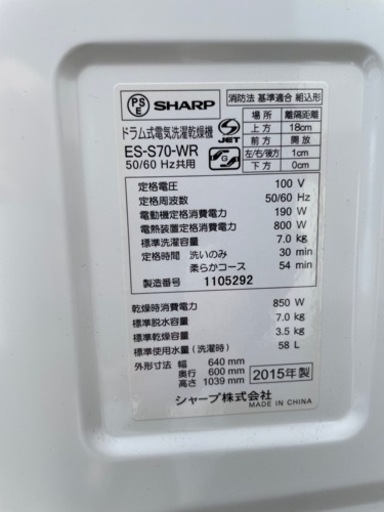 PS
E
SHARP
ドラム式電気洗濯乾燥機
ES-S70-WR
50/60 Hz共用
S
JET
消防法 基準適合 組込形
場所 離隔距離
上方 18cm
前方 開放
左/右/後方 1cm
下方 0cm
定格電圧 100 V
定格周波数 50/60 Hz
電動機定格消費電力 190 W
電熱装置定格消費電力 800 W
標準洗濯容量 7.0 kg
定格時間 洗いのみ 30 min
柔らかコース 54 min
製造番号 1105292
乾燥時消費電力 850 W
標準脱水容量 7.0 kg
標準乾燥容量 3.5 kg
標準使用水量(洗濯時) 58 L
外形寸法 幅 640 mm
奥行 600 mm
高さ 1039 mm
2015年製
シャープ株式会社
MADE IN CHINA